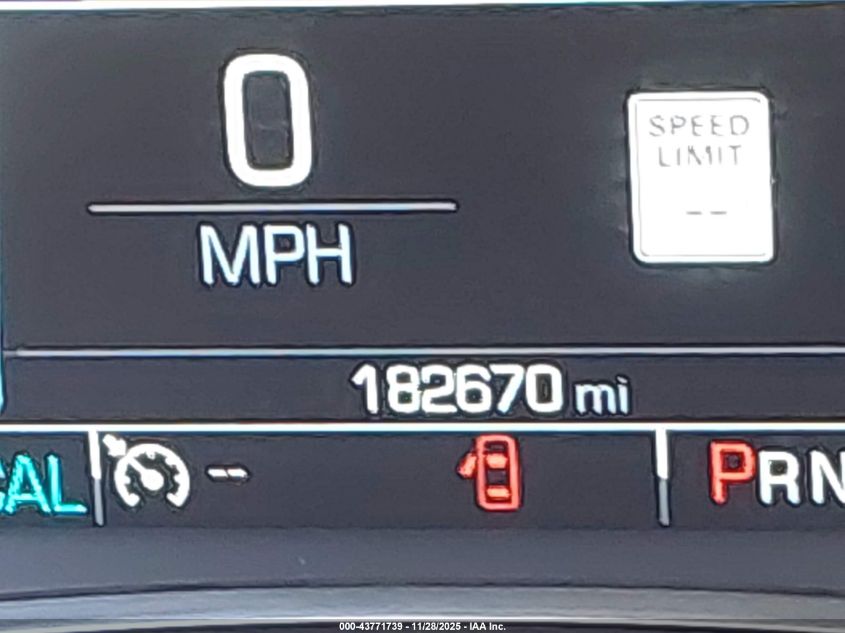 0
SPEED
LIMIT
--
MPH
182670 mi
CAL
--
PRN
000-43771739 - 11/28/2025 - IAA Inc.